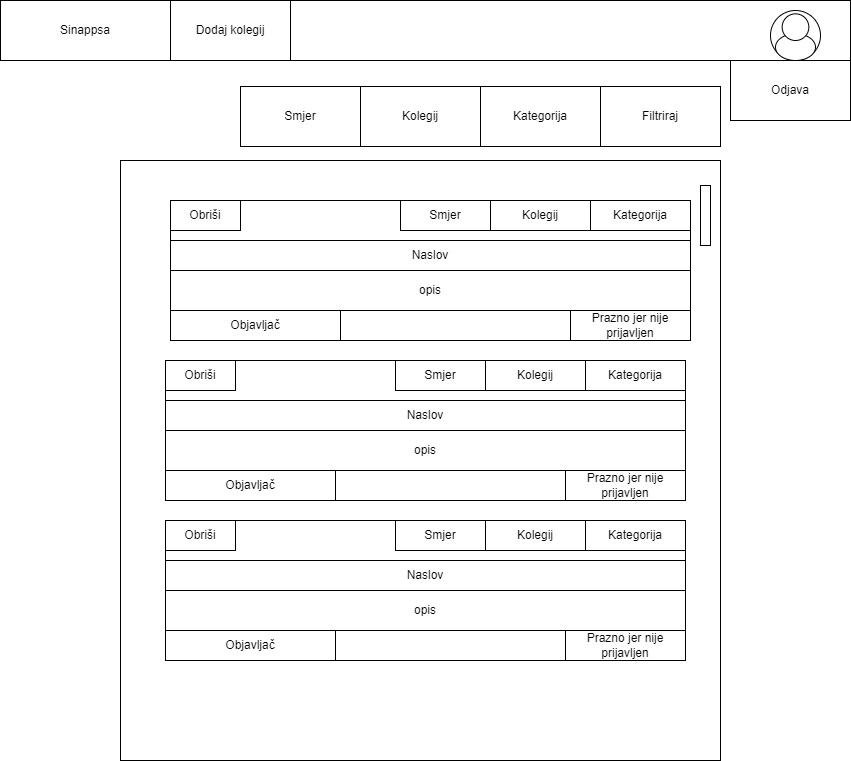 Sinappsa
Dodaj kolegij
Odjava
Smjer
Kolegij
Kategorija
Filtriraj
Obriši
Smjer
Kolegij
Kategorija
Naslov
opis
Objavljač
Prazno jer nije
prijavljen
Obriši
Smjer
Kolegij
Kategorija
Naslov
opis
Objavljač
Prazno jer nije
prijavljen
Obriši
Smjer
Kolegij
Kategorija
Naslov
opis
Objavljač
Prazno jer nije
prijavljen